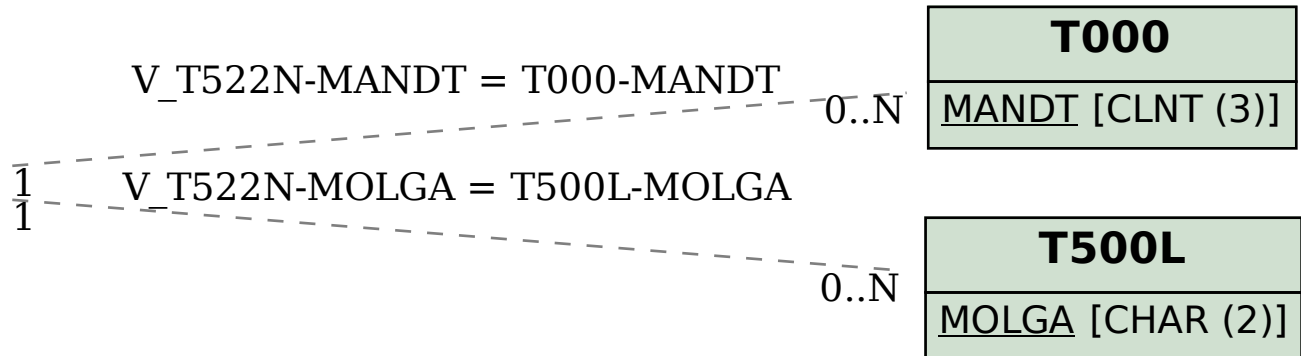 T000
V_T522N-MANDT = T000-MANDT
0..N
MANDT [CLNT (3)]
1
V_T522N-MOLGA = T500L-MOLGA
1
T500L
0..N
MOLGA [CHAR (2)]